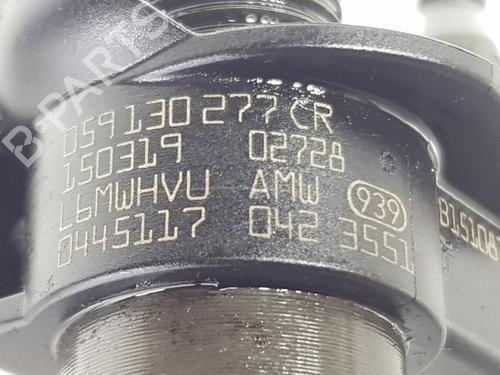 B-PARTS
059130277CR
150319 02728
L6MWHVU AMW 939
0445117 042 3551
B15108